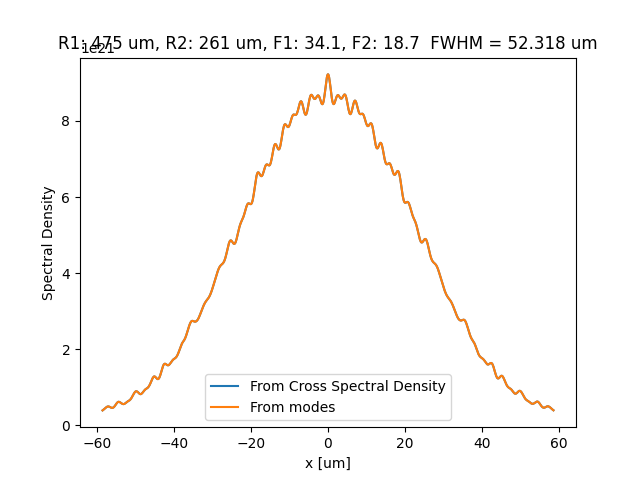 R1: 475 um, R2: 261 um, F1: 34.1, F2: 18.7  FWHM = 52.318 um
1e21
8
6
4
2
0
Spectral Density
From Cross Spectral Density
From modes
−60 −40 −20 0 20 40 60
x [um]